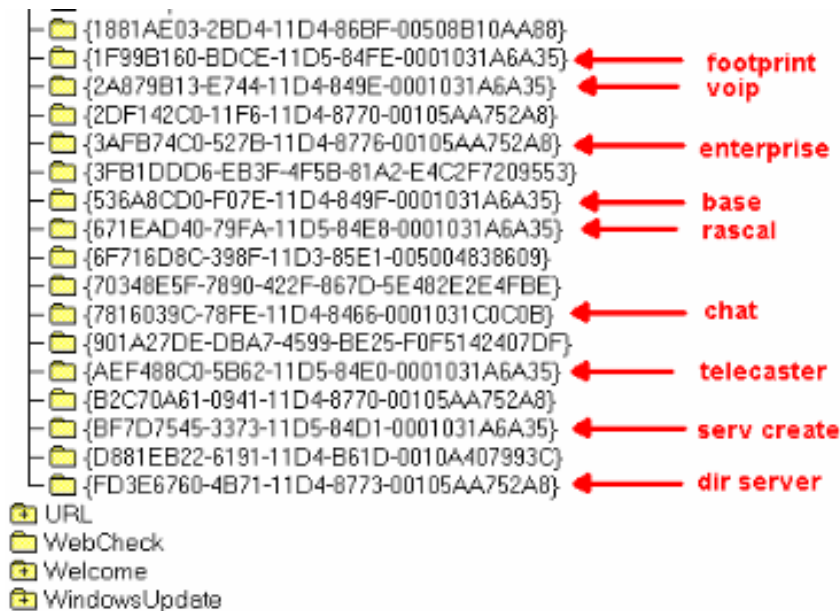 {1881AE03-2BD4-11D4-86BF-00508B10AA88}
{1F99B160-BDCE-11D5-84FE-0001031A6A35} footprint
{2A879B13-E744-11D4-849E-0001031A6A35} voip
{2DF142C0-11F6-11D4-8770-00105AA752A8}
{3AFB74C0-527B-11D4-8776-00105AA752A8} enterprise
{3FB1DDD6-EB3F-4F5B-81A2-E4C2F7209553}
{536A8CD0-F07E-11D4-849F-0001031A6A35} base
{671EAD40-79FA-11D5-84E8-0001031A6A35} rascal
{6F716D8C-398F-11D3-85E1-005004838609}
{70348E5F-7890-422F-867D-5E482E2E4FBE}
{7816039C-78FE-11D4-8466-0001031C0C0B} chat
{901A27DE-DBA7-4599-BE25-F0F5142407DF}
{AEF488C0-5B62-11D5-84E0-0001031A6A35} telecaster
{B2C70A61-0941-11D4-8770-00105AA752A8}
{BF7D7545-3373-11D5-84D1-0001031A6A35} serv create
{D881EB22-6191-11D4-B61D-0010A407993C}
{FD3E6760-4B71-11D4-8773-00105AA752A8} dir server
URL
WebCheck
Welcome
WindowsUpdate